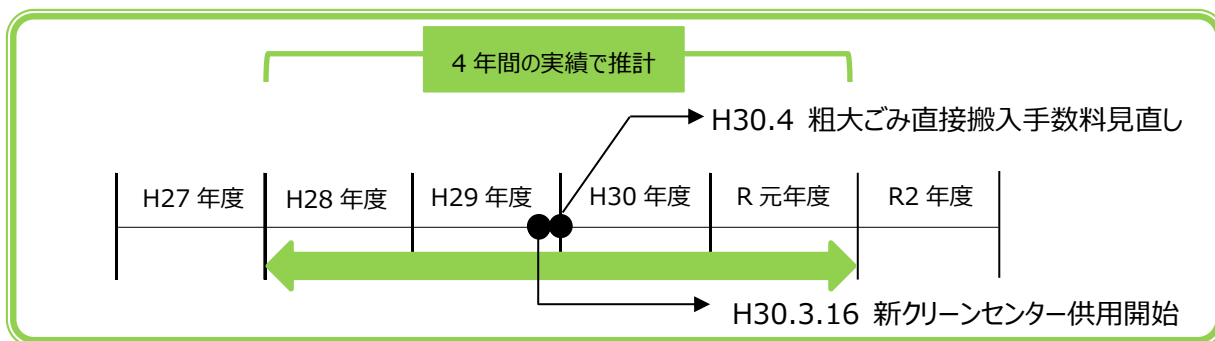 4 年間の実績で推計
H30.4 粗大ごみ直接搬入手数料見直し
H27 年度 H28 年度 H29 年度 H30 年度 R 元年度 R2 年度
H30.3.16 新クリーンセンター供用開始